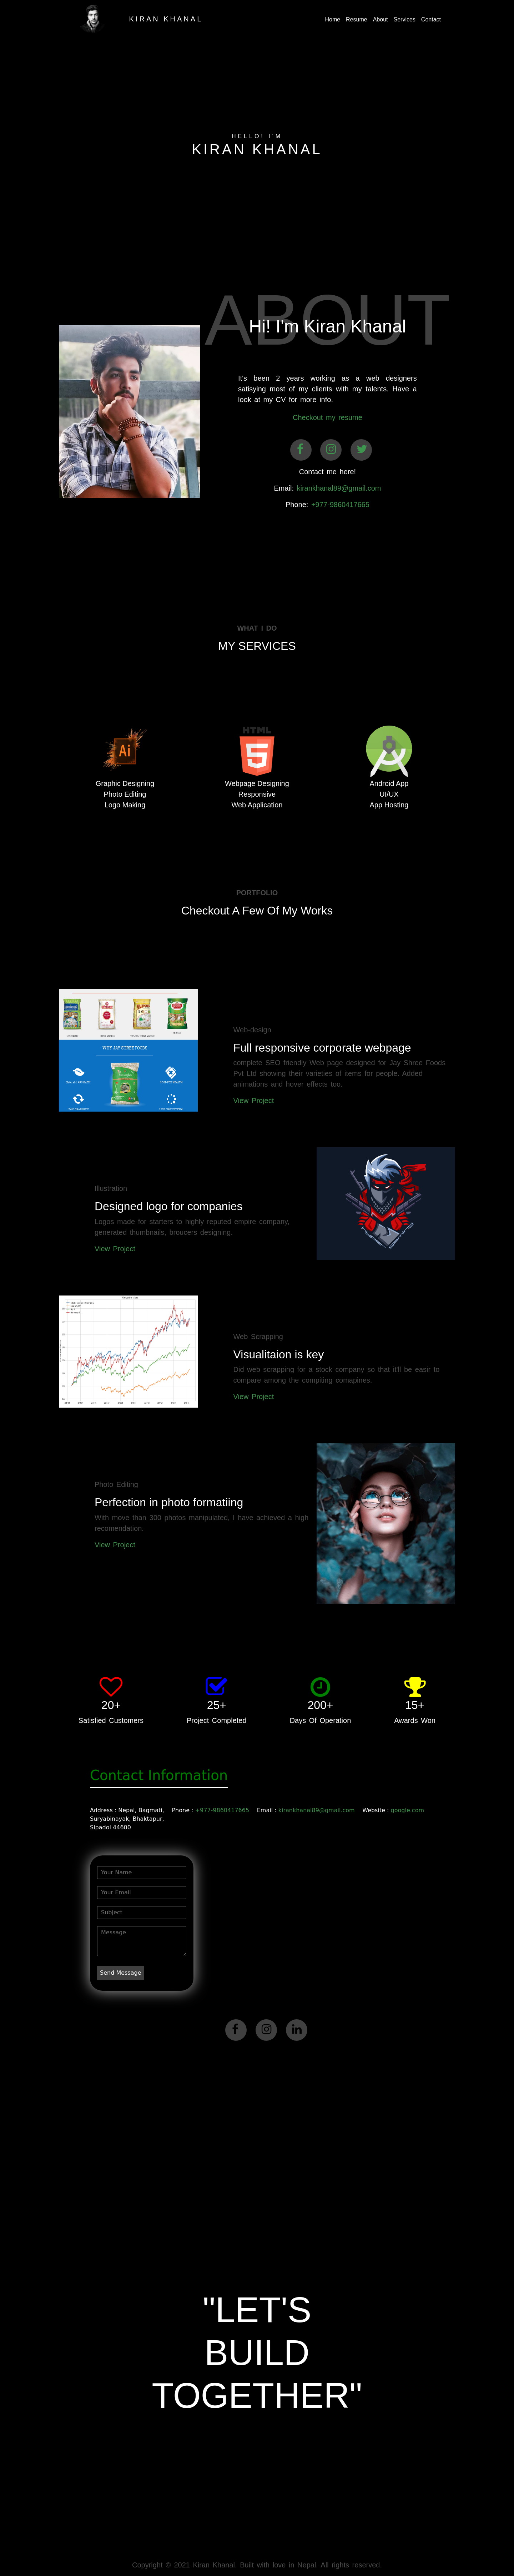 KIRAN KHANAL
Home Resume About Services Contact
HELLO! I'M
KIRAN KHANAL
ABOUT
Hi! I'm Kiran Khanal
It's been 2 years working as a web designers
satisying most of my clients with my talents. Have a
look at my CV for more info.
Checkout my resume
Contact me here!
Email: kirankhanal89@gmail.com
Phone: +977-9860417665
WHAT I DO
MY SERVICES
Ai
HTML
5
Graphic Designing
Photo Editing
Logo Making
Webpage Designing
Responsive
Web Application
Android App
UI/UX
App Hosting
PORTFOLIO
Checkout A Few Of My Works
WHY JAY SHREE FOODS
Web-design
Full responsive corporate webpage
complete SEO friendly Web page designed for Jay Shree Foods
Pvt Ltd showing their varieties of items for people. Added
animations and hover effects too.
View Project
Illustration
Designed logo for companies
Logos made for starters to highly reputed empire company,
generated thumbnails, broucers designing.
View Project
Web Scrapping
Visualitaion is key
Did web scrapping for a stock company so that it'll be easir to
compare among the compiting comapines.
View Project
Photo Editing
Perfection in photo formatiing
With more than 300 photos manipulated, I have achieved a high
recomendation.
View Project
20+
Satisfied Customers
25+
Project Completed
200+
Days Of Operation
15+
Awards Won
Contact Information
Address : Nepal, Bagmati,
Suryabinayak, Bhaktapur,
Sipadol 44600
Phone : +977-9860417665
Email : kirankhanal89@gmail.com
Website : google.com
Your Name
Your Email
Subject
Message
Send Message
"LET'S
BUILD
TOGETHER"
Copyright © 2021 Kiran Khanal. Built with love in Nepal. All rights reserved.